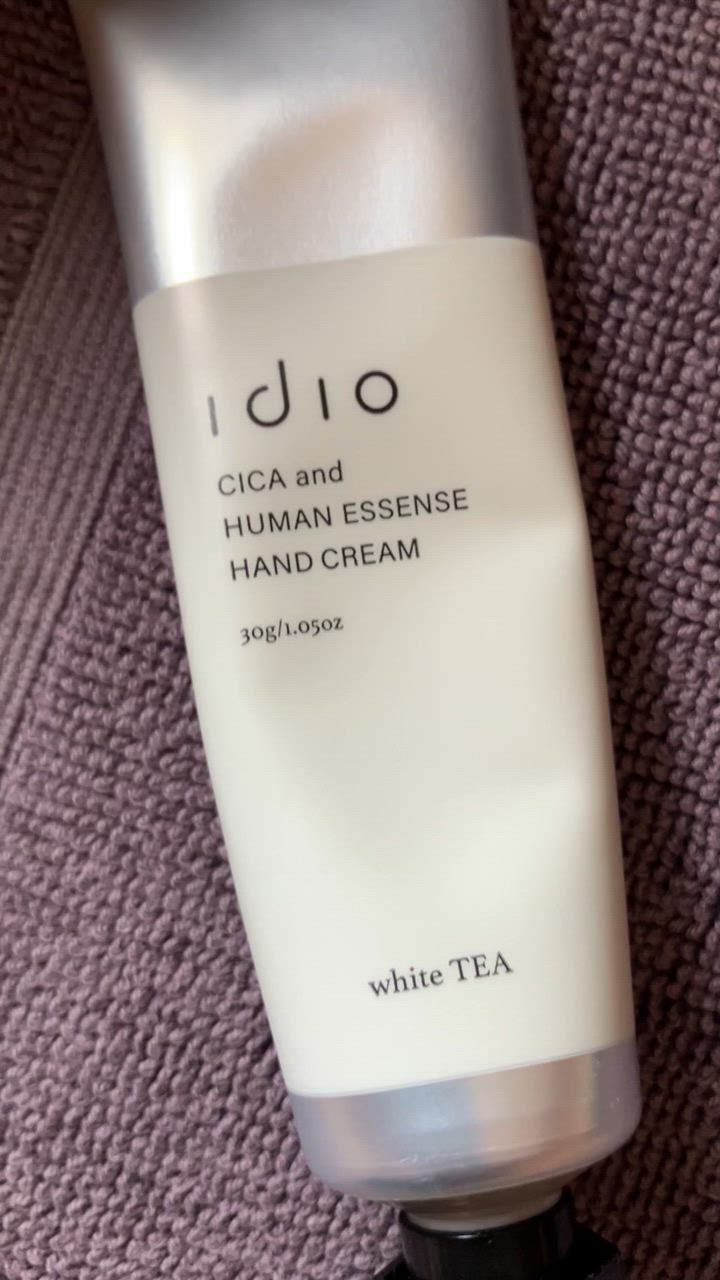 idio
CICA and
HUMAN ESSENSE
HAND CREAM
30g/1.05oz
white TEA